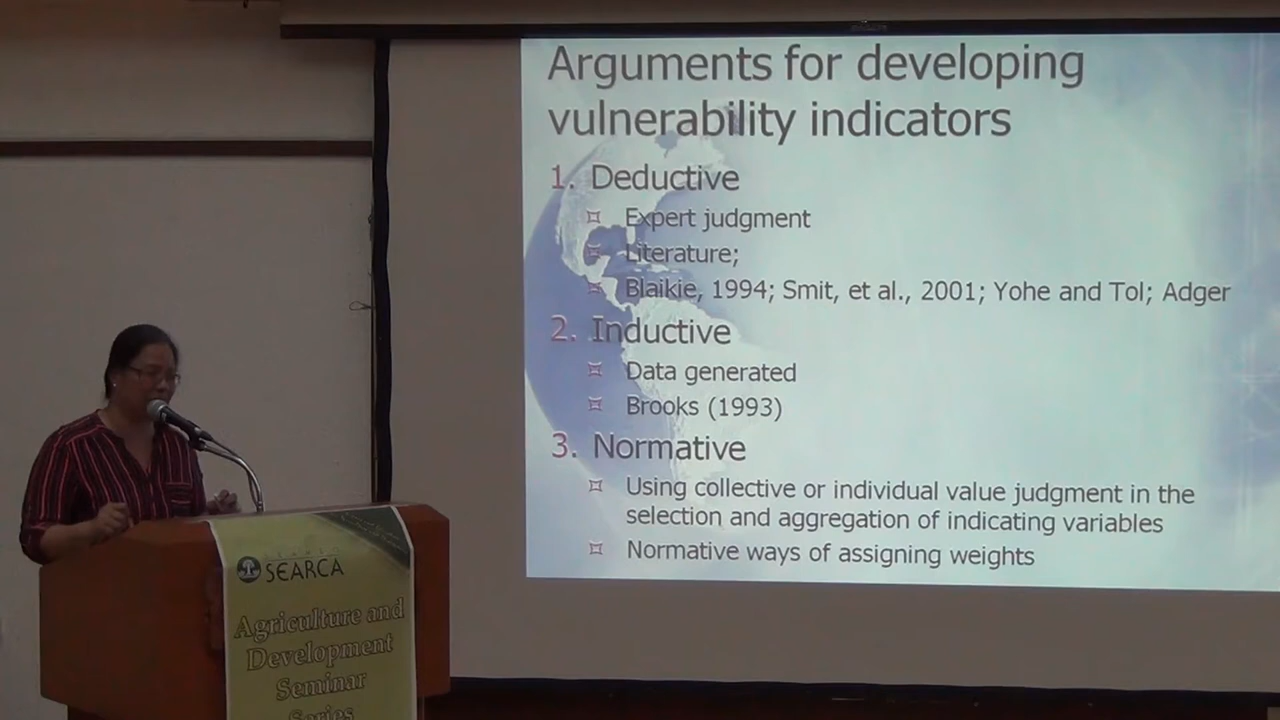 Arguments for developing
vulnerability indicators
1. Deductive
Expert judgment
Literature;
Blaikie, 1994; Smit, et al., 2001; Yohe and Tol; Adger
2. Inductive
Data generated
Brooks (1993)
3. Normative
Using collective or individual value judgment in the
selection and aggregation of indicating variables
Normative ways of assigning weights
SEARCA
Agriculture and
Development
Seminar
Series